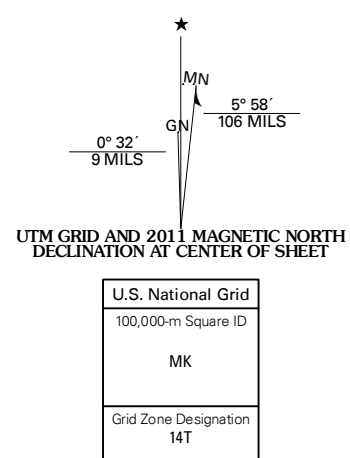 ★
MN
GN
5° 58´
106 MILS
0° 32´
9 MILS
UTM GRID AND 2011 MAGNETIC NORTH
DECLINATION AT CENTER OF SHEET
U.S. National Grid
100,000-m Square ID
MK
Grid Zone Designation
14T